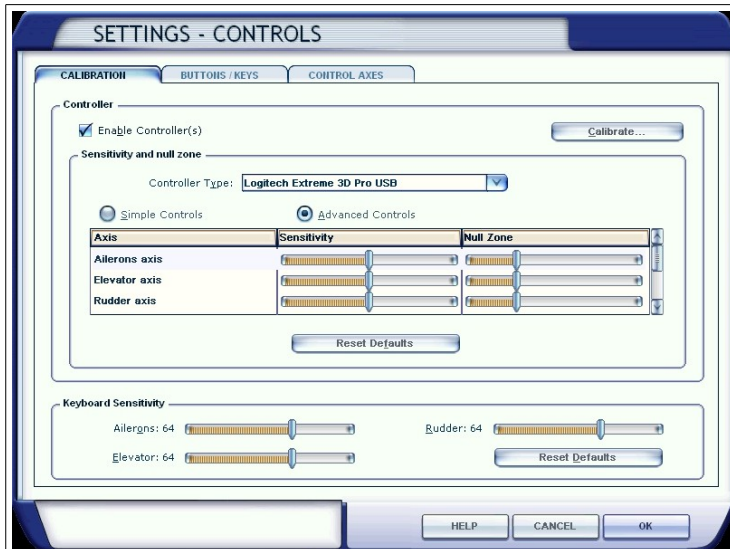 SETTINGS - CONTROLS
CALIBRATION BUTTONS / KEYS CONTROL AXES
Controller
Enable Controller(s) Calibrate...
Sensitivity and null zone
Controller Type: Logitech Extreme 3D Pro USB
Simple Controls Advanced Controls
Axis Sensitivity Null Zone
Ailerons axis
Elevator axis
Rudder axis
Reset Defaults
Keyboard Sensitivity
Ailerons: 64 Rudder: 64
Elevator: 64 Reset Defaults
HELP CANCEL OK